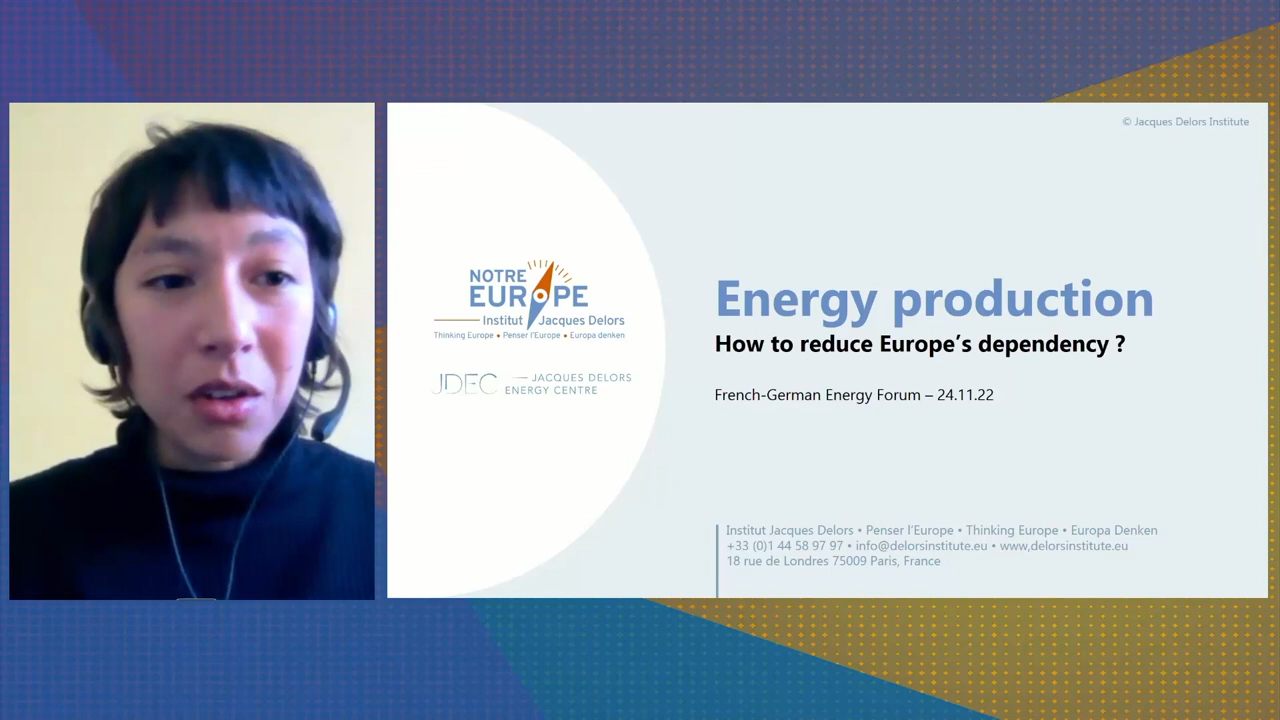 © Jacques Delors Institute
NOTRE
EUROPE
Institut Jacques Delors
Thinking Europe • Penser l'Europe • Europa denken
JDEC — JACQUES DELORS
ENERGY CENTRE
Energy production
How to reduce Europe's dependency ?
French-German Energy Forum – 24.11.22
Institut Jacques Delors • Penser l'Europe • Thinking Europe • Europa Denken
+33 (0)1 44 58 97 97 • info@delorsinstitute.eu • www,delorsinstitute.eu
18 rue de Londres 75009 Paris, France